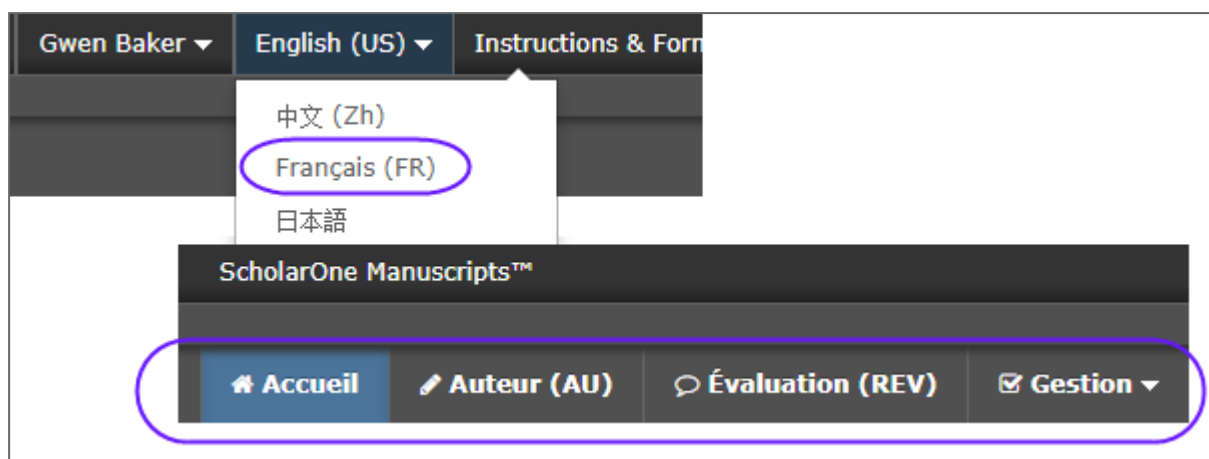 Gwen Baker English (US) Instructions & Form
中文 (Zh)
Français (FR)
日本語
ScholarOne Manuscripts™
Accueil Auteur (AU) Évaluation (REV) Gestion